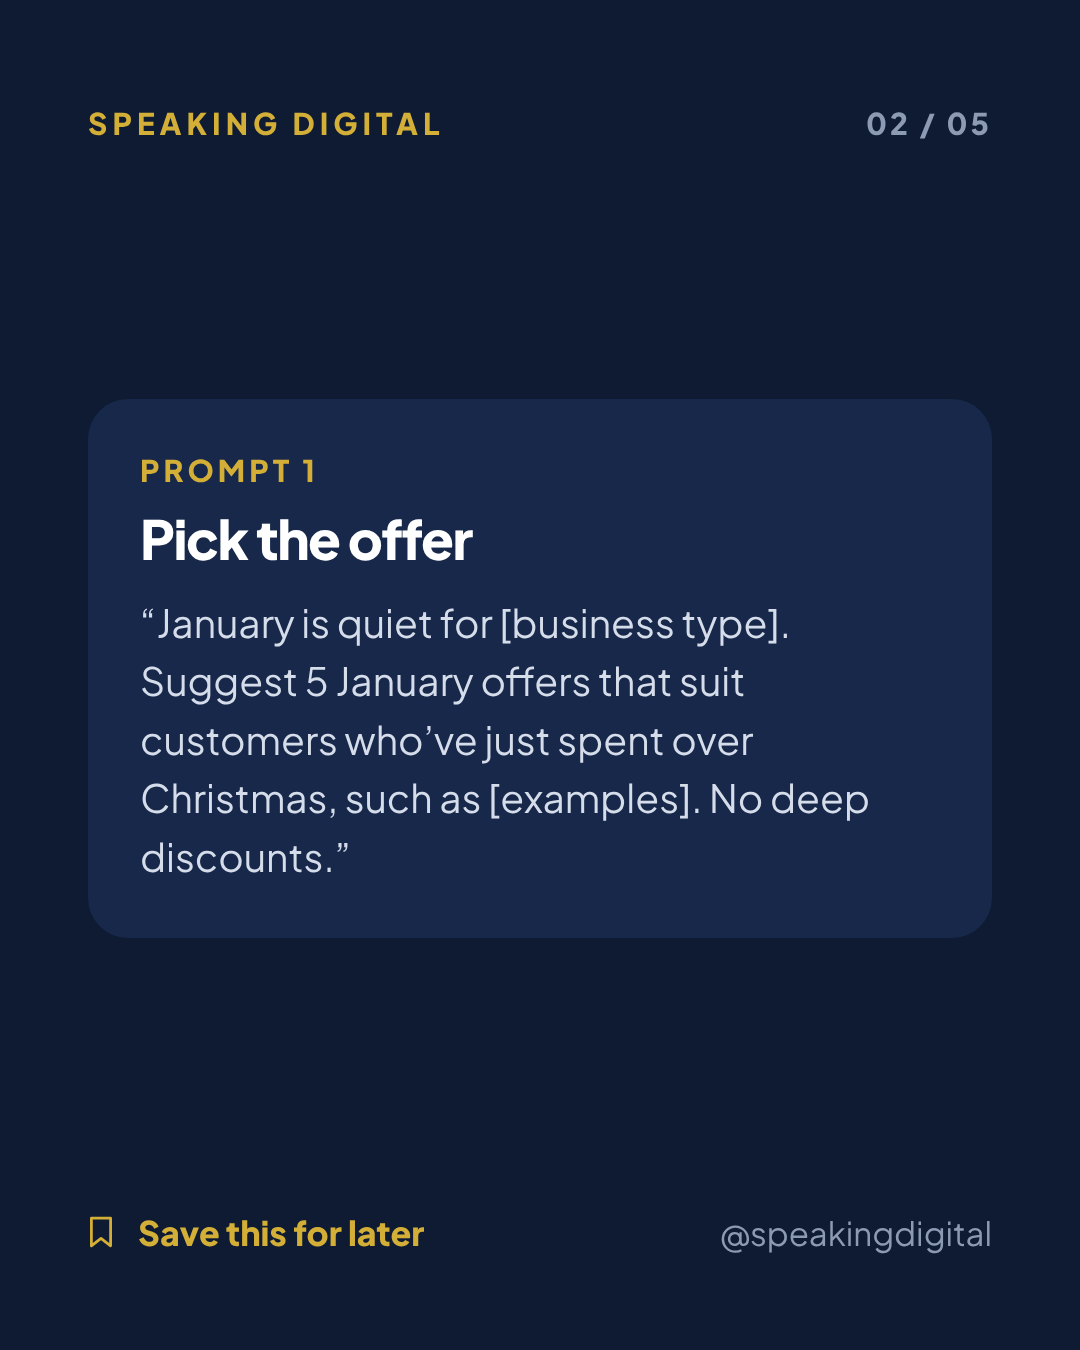 SPEAKING DIGITAL
02 / 05
PROMPT 1
Pick the offer
“January is quiet for [business type].
Suggest 5 January offers that suit
customers who’ve just spent over
Christmas, such as [examples]. No deep
discounts.”
Save this for later
@speakingdigital